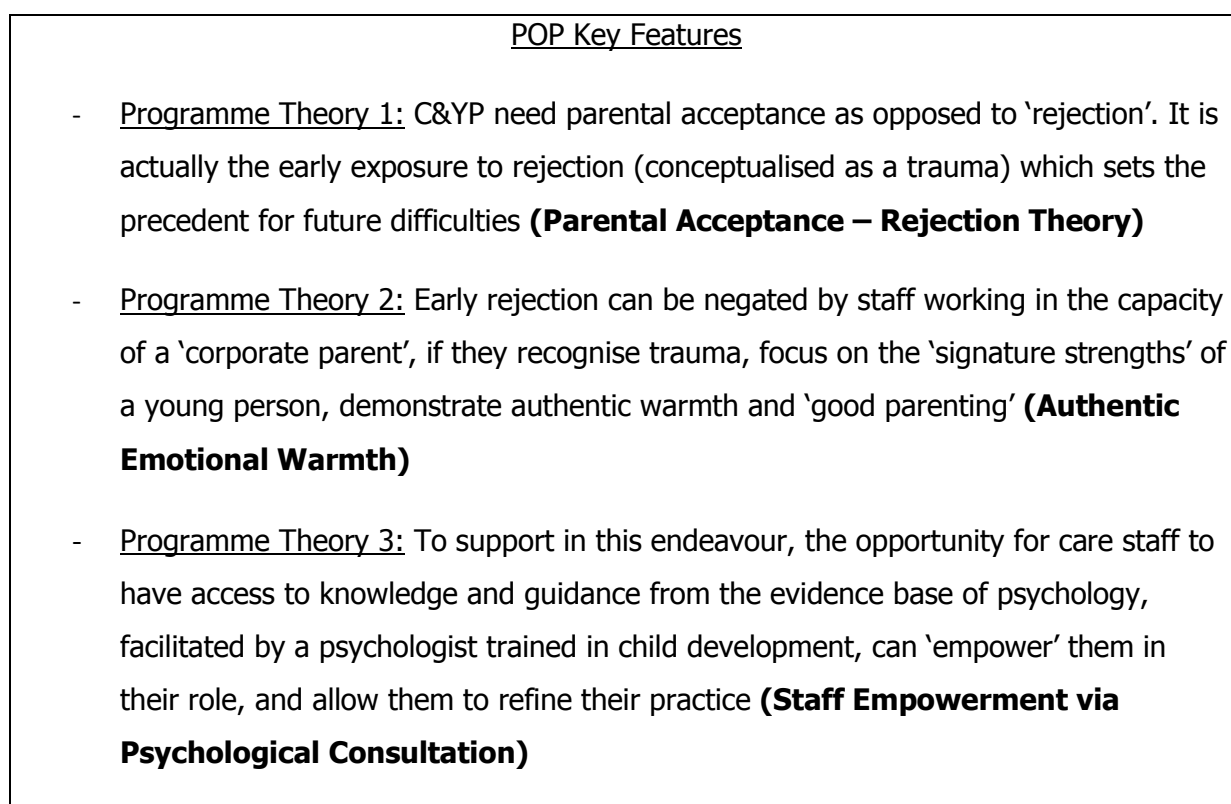 POP Key Features
- Programme Theory 1: C&YP need parental acceptance as opposed to ‘rejection’. It is
actually the early exposure to rejection (conceptualised as a trauma) which sets the
precedent for future difficulties (Parental Acceptance – Rejection Theory)
- Programme Theory 2: Early rejection can be negated by staff working in the capacity
of a ‘corporate parent’, if they recognise trauma, focus on the ‘signature strengths’ of
a young person, demonstrate authentic warmth and ‘good parenting’ (Authentic
Emotional Warmth)
- Programme Theory 3: To support in this endeavour, the opportunity for care staff to
have access to knowledge and guidance from the evidence base of psychology,
facilitated by a psychologist trained in child development, can ‘empower’ them in
their role, and allow them to refine their practice (Staff Empowerment via
Psychological Consultation)